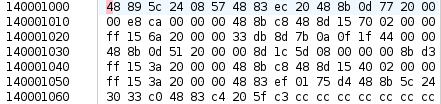 140001000 48 89 5c 24 08 57 48 83 ec 20 48 8b 0d 77 20 00
140001010 00 e8 ca 00 00 00 48 8b c8 48 8d 15 70 02 00 00
140001020 ff 15 6a 20 00 00 33 db 8d 7b 0a 0f 1f 44 00 00
140001030 48 8b 0d 51 20 00 00 8d 1c 5d 08 00 00 00 8b d3
140001040 e8 9b 00 00 00 48 8b c8 48 8d 15 40 02 00 00
140001050 ff 15 3a 20 00 00 48 83 ef 01 75 d4 48 8b 5c 24
140001060 30 33 c0 48 83 c4 20 5f c3 cc cc cc cc cc cc cc